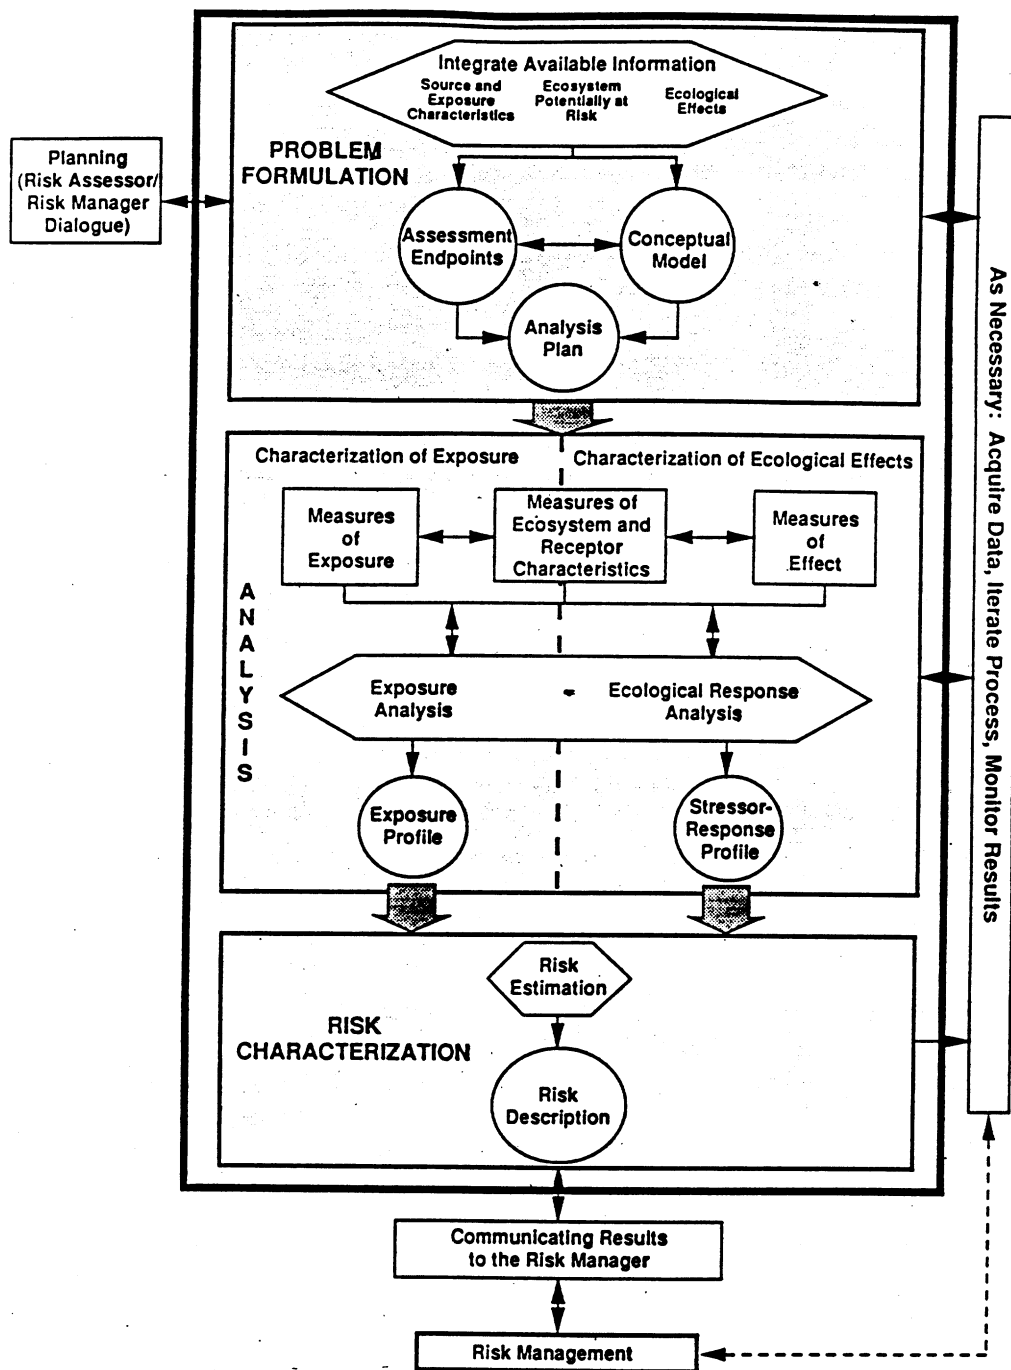 Integrate Available Information
Source and
Exposure
Characteristics
Ecosystem
Potentially at
Risk
Ecological
Effects
PROBLEM
FORMULATION
Planning
(Risk Assessor/
Risk Manager
Dialogue)
Assessment
Endpoints
Conceptual
Model
Analysis
Plan
As Necessary: Acquire Data, Iterate Process, Monitor Results
Characterization of Exposure
Characterization of Ecological Effects
Measures
of
Exposure
Measures of
Ecosystem and
Receptor
Characteristics
Measures
of
Effect
ANALYSIS
Exposure
Analysis
Ecological Response
Analysis
Exposure
Profile
Stressor-
Response
Profile
Risk
Estimation
RISK
CHARACTERIZATION
Risk
Description
Communicating Results
to the Risk Manager
Risk Management